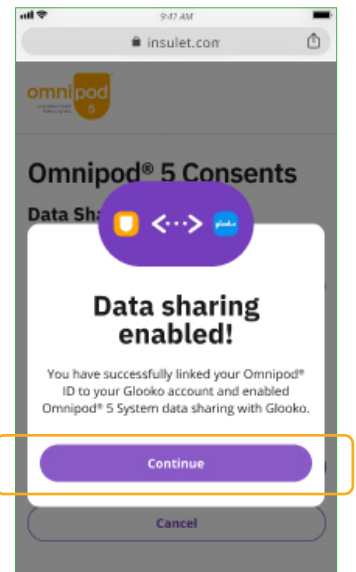 9:41 AM
insulet.com
omnipod
5
Omnipod® 5 Consents
Data Sha
glooko
Data sharing
enabled!
You have successfully linked your Omnipod®
ID to your Glooko account and enabled
Omnipod® 5 System data sharing with Glooko.
Continue
Cancel